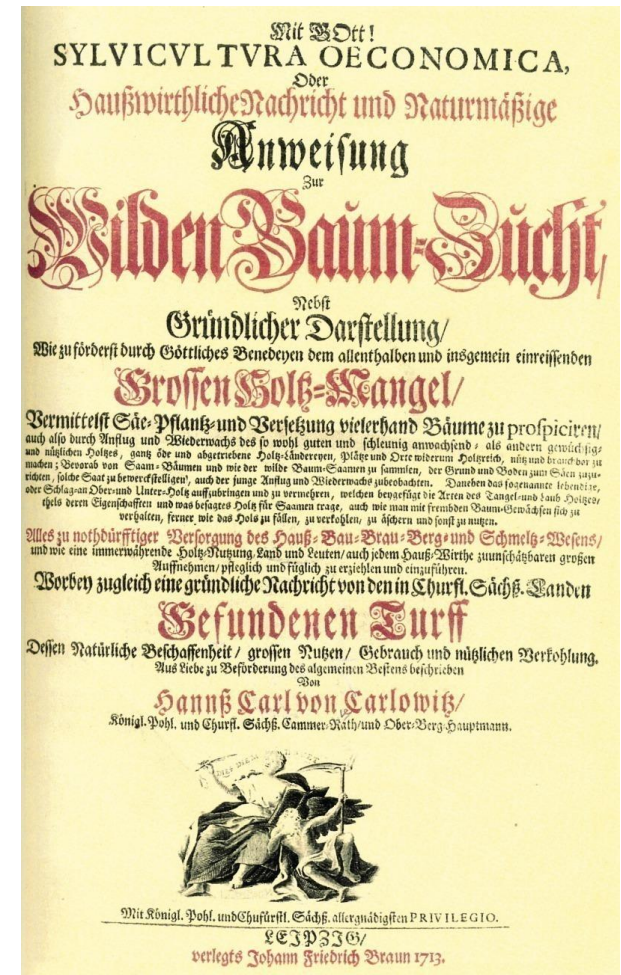 Mit GOtt!
SYLVICVLTVRA OECONOMICA,
Oder
Haußwirthliche Nachricht und Naturmäßige
Anweisung
Zur
Wilden Baum-Zucht,
Nebst
Gründlicher Darstellung/
Wie zu förderst durch Göttliches Benedeyen dem allenthalben und insgemein einreissenden
Grossen Holtz-Mangel/
Vermittelst Säe-Pflantz-und Versetzung vielerhand Bäume zu prospiciren/
auch also durch Anflug und Wiederwachs des so wohl guten und schleunig anwachsend- als andern gewüchsig-
und nützlichen Holtzes, gantz öde und abgetriebene Holtz-Ländereyen, Plätze und Orte widerum Holtzreich, nütz und brauchbar zu
machen; Bevorab von Saam-Bäumen und wie der wilde Baum-Saamen zu sammlen, der Grund und Boden zum Säen zuzu-
richten, solche Saat zu bewerckstelligen, auch der junge Anflug und Wiederwachs zu beobachten. Daneben das sogenannte lebendige,
oder Schlag-an Ober-und Unter-Holtz aufzubringen und zu vermehren, welchen beygefügt die Arten des Tangel-und Laub-Holtzes/
thels deren Eigenschafften und was besagtes Holtz für Saamen trage, auch wie man mit frembden Baum-Gewächsen sich zu
verhalten, ferner wie das Holtz zu fällen, zu verkohlen, zu äschern und sonst zu nutzen.
Alles zu nothdürfftiger Versorgung des Hauß-Bau-Brau-Berg-und Schmeltz-Wesens/
und wie eine immerwährende Holtz-Nutzung Land und Leuten/ auch jedem Hauß-Wirthe zu unschätzbaren großen
Auffnehmen/ pfleglich und füglich zu erziehlen und einzuführen.
Worbey zugleich eine gründliche Nachricht von den in Churfl. Sächß. Landen
Gefundenen Turff
Dessen Natürliche Beschaffenheit/ grossen Nutzen/ Gebrauch und nützlichen Verkohlung.
Aus Liebe zu Beförderung des algemeinen Bestens beschrieben
Von
Hannß Carl von Carlowitz/
Königl. Pohl. und Churfl. Sächß. Cammer-Rath/ und Ober-Berg-Hauptmann.
Mit Königl. Pohl. und Chufürstl. Sächß. allergnädigsten PRIVILEGIO.
LEIPZIG/
verlegts Johann Friedrich Braun 1713.